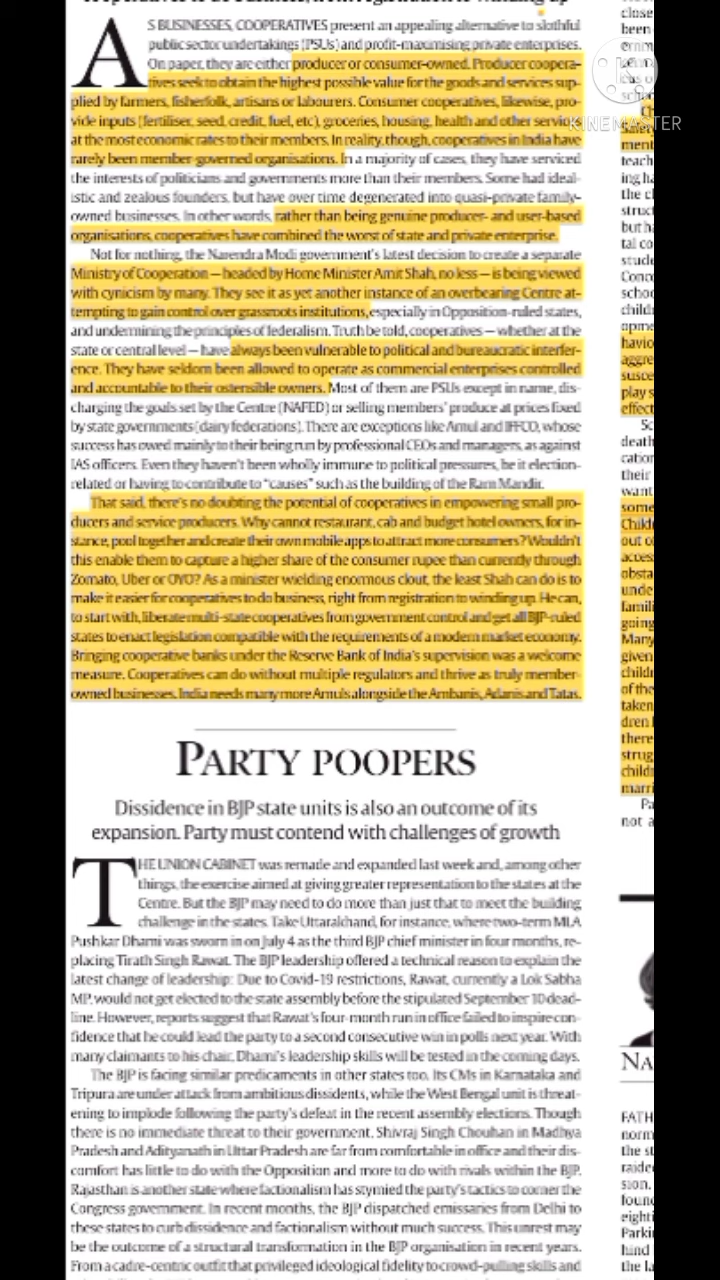 AS BUSINESSES, COOPERATIVES present an appealing alternative to slothful
public sector undertakings (PSUs) and profit-maximising private enterprises.
On paper, they are either producer or consumer-owned. Producer coopera-
tives seek to obtain the highest possible value for the goods and services sup-
plied by farmers, fisherfolk, artisans or labourers. Consumer cooperatives, likewise, pro-
vide inputs (fertiliser, seed, credit, fuel, etc), groceries, housing, health and other services
at the most economic rates to their members. In reality, though, cooperatives in India have
rarely been member-governed organisations. In a majority of cases, they have serviced
the interests of politicians and governments more than their members. Some had ideal-
istic and zealous founders, but have over time degenerated into quasi-private family-
owned businesses. In other words, rather than being genuine producer- and user-based
organisations, cooperatives have combined the worst of state and private enterprise.
Not for nothing, the Narendra Modi government's latest decision to create a separate
Ministry of Cooperation — headed by Home Minister Amit Shah, no less — is being viewed
with cynicism by many. They see it as yet another instance of an overbearing Centre at-
tempting to gain control over grassroots institutions, especially in Opposition-ruled states,
and undermining the principles of federalism. Truth be told, cooperatives — whether at the
state or central level — have always been vulnerable to political and bureaucratic interfer-
ence. They have seldom been allowed to operate as commercial enterprises controlled
and accountable to their ostensible owners. Most of them are PSUs except in name, dis-
charging the goals set by the Centre (NAFED) or selling members' produce at prices fixed
by state governments (dairy federations). There are exceptions like Amul and IFFCO, whose
success has owed mainly to their being run by professional CEOs and managers, as against
IAS officers. Even they haven't been wholly immune to political pressures, be it election-
related or having to contribute to "causes" such as the building of the Ram Mandir.
That said, there's no doubting the potential of cooperatives in empowering small pro-
ducers and service producers. Why cannot restaurant, cab and budget hotel owners, for in-
stance, pool together and create their own mobile apps to attract more consumers? Wouldn't
this enable them to capture a higher share of the consumer rupee than currently through
Zomato, Uber or OYO? As a minister wielding enormous clout, the least Shah can do is to
make it easier for cooperatives to do business, right from registration to winding up. He can,
to start with, liberate multi-state cooperatives from government control and get all BJP-ruled
states to enact legislation compatible with the requirements of a modern market economy.
Bringing cooperative banks under the Reserve Bank of India's supervision was a welcome
measure. Cooperatives can do without multiple regulators and thrive as truly member-
owned businesses. India needs many more Amuls alongside the Ambanis, Adanis and Tatas.
PARTY POOPERS
Dissidence in BJP state units is also an outcome of its
expansion. Party must contend with challenges of growth
THE UNION CABINET was remade and expanded last week and, among other
things, the exercise aimed at giving greater representation to the states at the
Centre. But the BJP may need to do more than just that to meet the building
challenge in the states. Take Uttarakhand, for instance, where two-term MLA
Pushkar Dhami was sworn in on July 4 as the third BJP chief minister in four months, re-
placing Tirath Singh Rawat. The BJP leadership offered a technical reason to explain the
latest change of leadership: Due to Covid-19 restrictions, Rawat, currently a Lok Sabha
MP, would not get elected to the state assembly before the stipulated September 10 dead-
line. However, reports suggest that Rawat's four-month run in office failed to inspire con-
fidence that he could lead the party to a second consecutive win in polls next year. With
many claimants to his chair, Dhami's leadership skills will be tested in the coming days.
The BJP is facing similar predicaments in other states too. Its CMs in Karnataka and
Tripura are under attack from ambitious dissidents, while the West Bengal unit is threat-
ening to implode following the party's defeat in the recent assembly elections. Though
there is no immediate threat to their government, Shivraj Singh Chouhan in Madhya
Pradesh and Adityanath in Uttar Pradesh are far from comfortable in office and their dis-
comfort has little to do with the Opposition and more to do with rivals within the BJP.
Rajasthan is another state where factionalism has stymied the party's tactics to corner the
Congress government. In recent months, the BJP dispatched emissaries from Delhi to
these states to curb dissidence and factionalism without much success. This unrest may
be the outcome of a structural transformation in the BJP organisation in recent years.
From a cadre-centric outfit that privileged ideological fidelity to crowd-pulling skills and
KINEMASTER